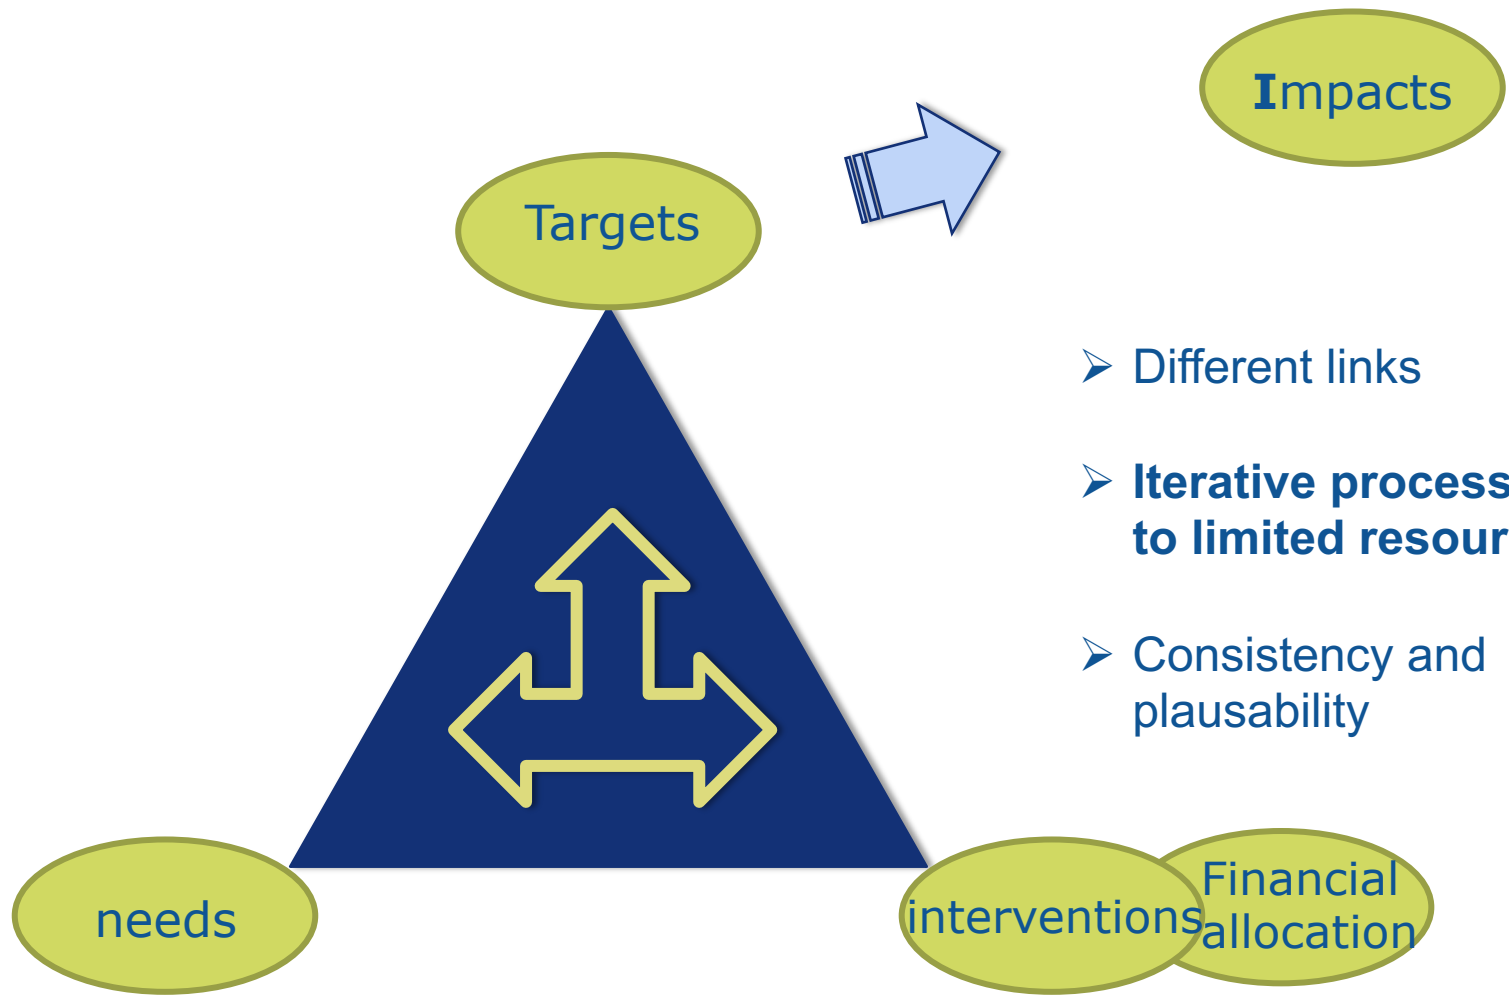 Impacts
Targets
Different links
Iterative process
to limited resour
Consistency and
plausability
needs
interventions
Financial
allocation